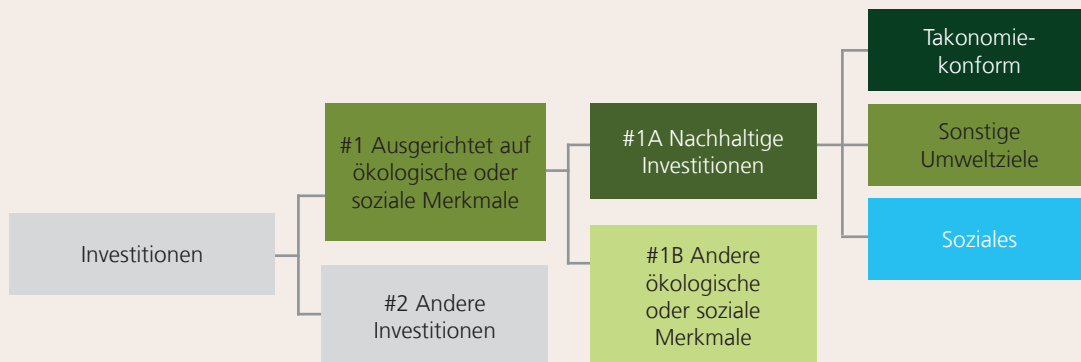 Investitionen
#1 Ausgerichtet auf
ökologische oder
soziale Merkmale
#2 Andere
Investitionen
#1A Nachhaltige
Investitionen
#1B Andere
ökologische
oder soziale
Merkmale
Takonomie-
konform
Sonstige
Umweltziele
Soziales